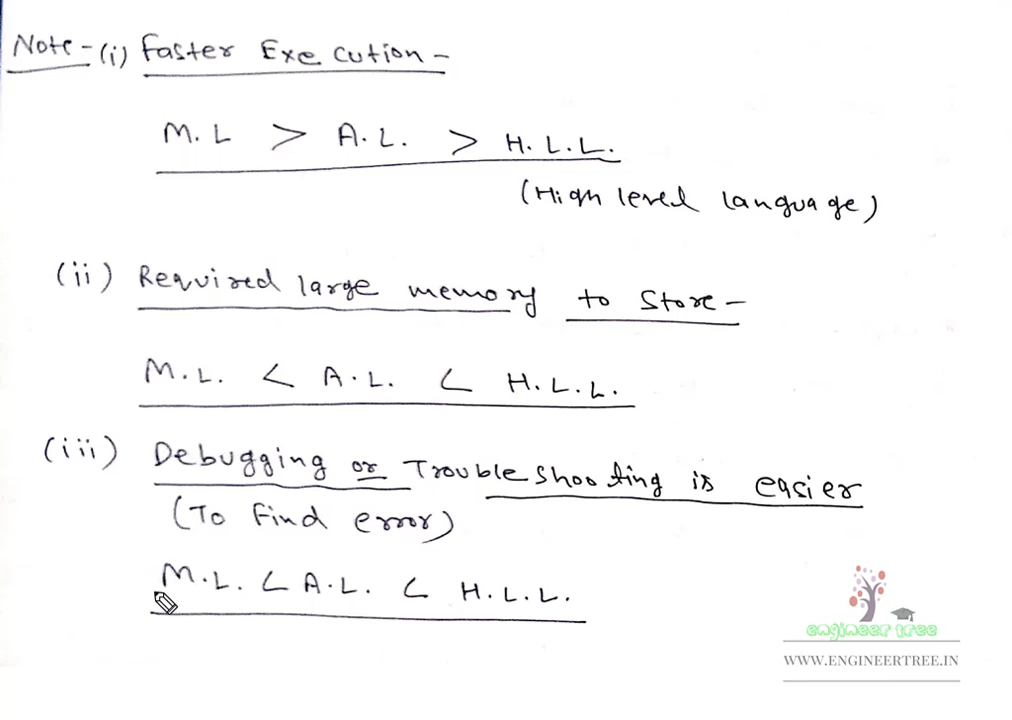 Note - (i) Faster Execution -
M.L > A.L. > H.L.L.
(High level language)
(ii) Required large memory to store -
M.L. < A.L. < H.L.L.
(iii) Debugging or Trouble shooting is easier
(To find error)
M.L. < A.L. < H.L.L.
engineer tree
WWW.ENGINEERTREE.IN